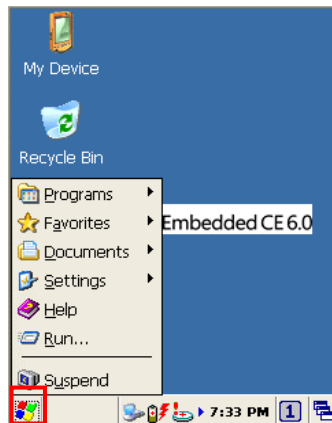 My Device
Recycle Bin
Programs
Favorites
Embedded CE 6.0
Documents
Settings
Help
Run...
Suspend
7:33 PM 1